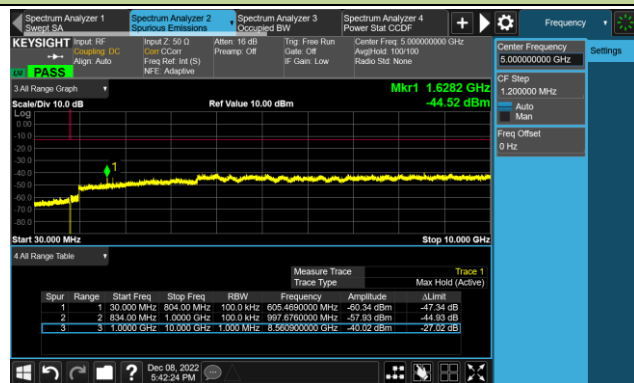 Spectrum Analyzer 1
Swept SA
Spectrum Analyzer 2
Spurious Emissions
Spectrum Analyzer 3
Occupied BW
Spectrum Analyzer 4
Power Stat CCDF
Frequency
KEYSIGHT
Input: RF
Coupling: DC
Align: Auto
Input Z: 50 Ω
Corr CCorr
Freq Ref: Int (S)
NFE: Adaptive
Atten: 16 dB
Preamp: Off
Trig: Free Run
Gate: Off
IF Gain: Low
Center Freq: 5.000000000 GHz
Avg|Hold: 100/100
Radio Std: None
PASS
Center Frequency
5.000000000 GHz
Settings
CF Step
1.200000 MHz
Auto
Man
Freq Offset
0 Hz
3 All Range Graph
Mkr1 1.6282 GHz
Scale/Div 10.0 dB
Ref Value 10.00 dBm
-44.52 dBm
Log
0.00
-10.0
-20.0
-30.0
-40.0
-50.0
-60.0
-70.0
-80.0
1
Start 30.000 MHz
Stop 10.000 GHz
4 All Range Table
Measure Trace Trace 1
Trace Type Max Hold (Active)
Spur Range Start Freq Stop Freq RBW Frequency Amplitude ΔLimit
1 1 30.000 MHz 804.00 MHz 100.0 kHz 605.4690000 MHz -60.34 dBm -47.34 dB
2 2 834.00 MHz 1.0000 GHz 100.0 kHz 997.6760000 MHz -57.93 dBm -44.93 dB
3 3 1.0000 GHz 10.000 GHz 1.000 MHz 8.560900000 GHz -40.02 dBm -27.02 dB
Dec 08, 2022
5:42:24 PM